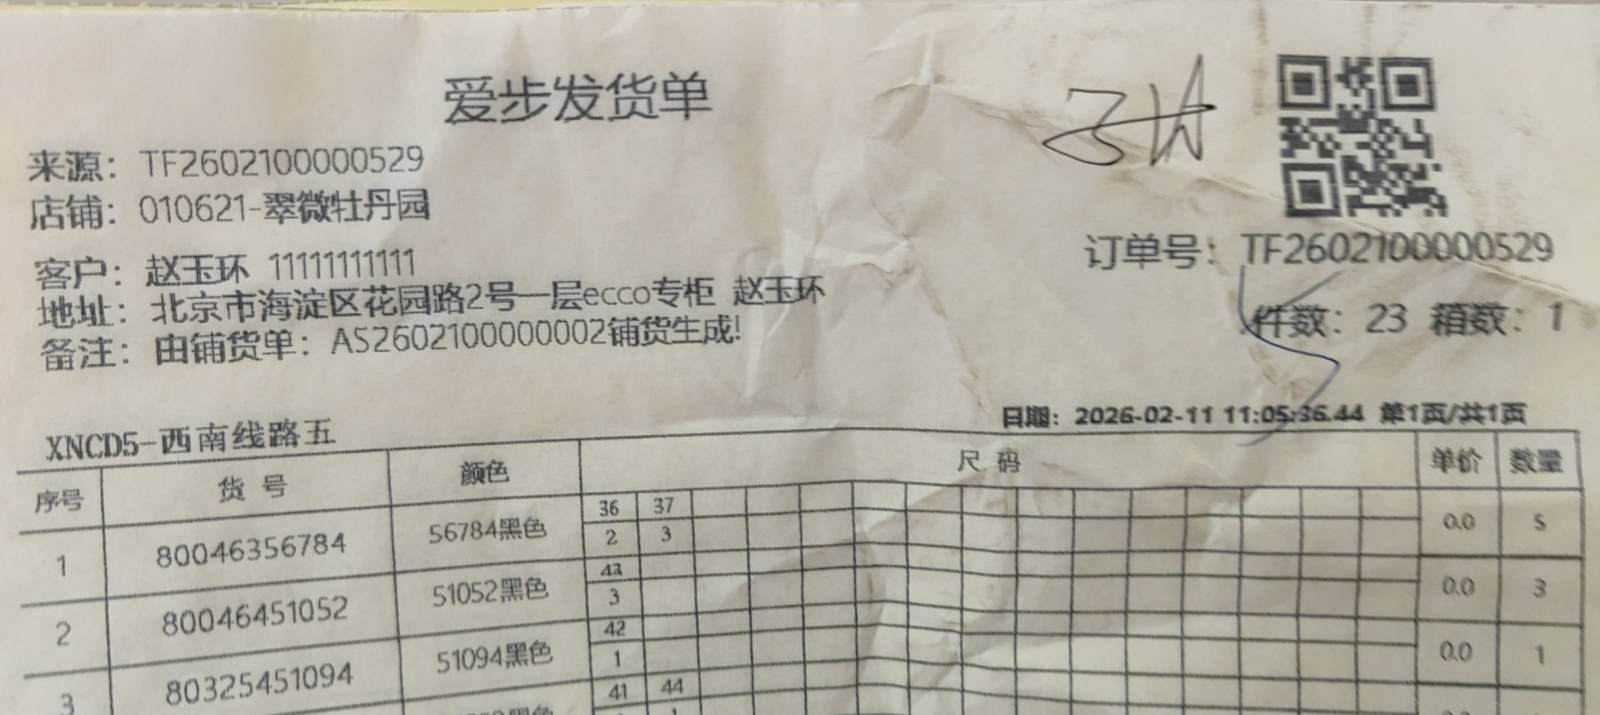 爱步发货单
来源：TF2602100000529
店铺：010621-翠微牡丹园
订单号：TF2602100000529
客户：赵玉环 11111111111
地址：北京市海淀区花园路2号一层ecco专柜 赵玉环
件数：23 箱数：1
备注：由铺货单：AS2602100000002铺货生成!
日期：2026-02-11 11:05:36.44 第1页/共1页
XNCD5-西南线路五
序号 货 号 颜色 尺 码 单价 数量
36 37
1 80046356784 56784黑色 2 3 0.0 5
2 80046451052 51052黑色 3 0.0 3
42
3 80325451094 51094黑色 1 0.0 1
41 44